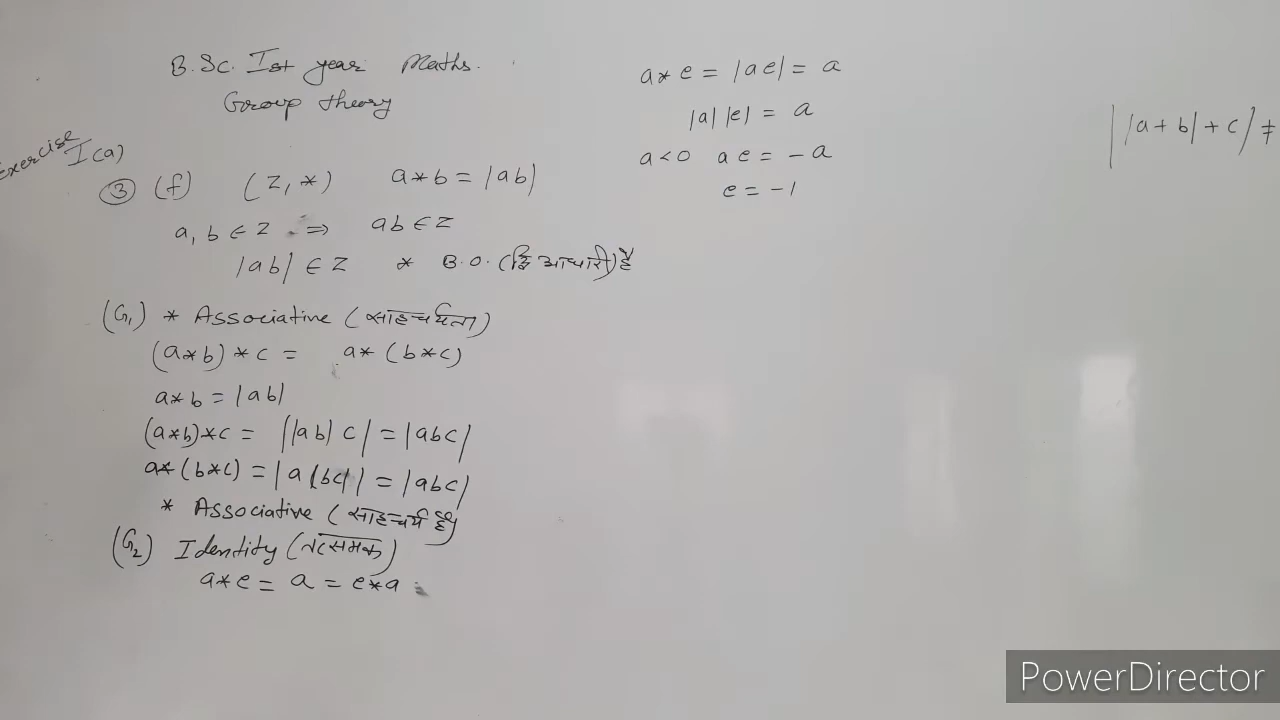 B.Sc. Ist year Maths.
Group theory
Exercise
I(a)
③ (f) (Z, *) a*b = |ab|
a, b ∈ Z ⇒ ab ∈ Z
|ab| ∈ Z * B.O. (द्वि आधारी) है
(G₁) * Associative (साहचर्यता)
(a*b)*c = a*(b*c)
a*b = |ab|
(a*b)*c = ||ab| c| = |abc|
a*(b*c) = |a|bc|| = |abc|
* Associative (साहचर्य है)
(G₂) Identity (तत्समक)
a*e = a = e*a
a*e = |ae| = a
|a| |e| = a
a<0 ae = -a
e = -1
||a+b|+c| ≠
PowerDirector